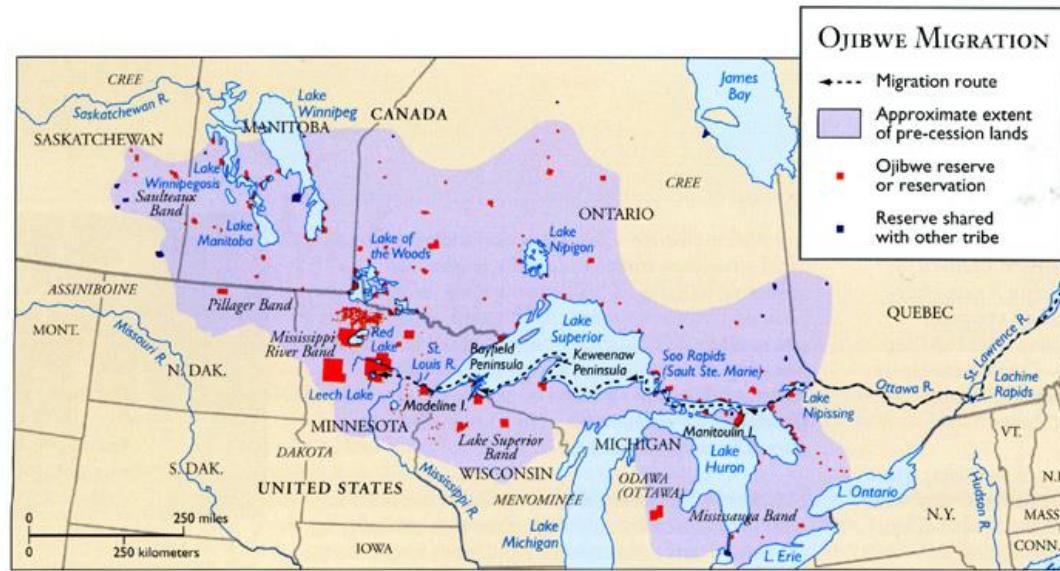 OJIBWE MIGRATION
Migration route
Approximate extent
of pre-cession lands
Ojibwe reserve
or reservation
Reserve shared
with other tribe
CREE
Saskatchewan R.
SASKATCHEWAN
Lake
Winnipeg
MANITOBA
CANADA
James
Bay
Lake
Winnipegosis
Saulteaux
Band
Lake
Manitoba
CREE
ONTARIO
Lake of
the Woods
Lake
Nipigon
ASSINIBOINE
Pillager Band
MONT.
Missouri R.
N. DAK.
Mississippi
River Band
Red
Lake
St.
Louis R.
Leech Lake
Bayfield
Peninsula
Lake
Superior
Keweenaw
Peninsula
Soo Rapids
(Sault Ste. Marie)
QUEBEC
St. Lawrence R.
Ottawa R.
Lachine
Rapids
Lake
Nipissing
Madeline I.
MINNESOTA
Lake Superior
Band
MICHIGAN
Manitoulin I.
VT.
DAKOTA
WISCONSIN
Lake
Huron
S. DAK.
UNITED STATES
Mississippi R.
MENOMINEE
ODAWA
(OTTAWA)
L. Ontario
Hudson R.
N.H.
Mississauga Band
N.Y.
MASS
0 250 miles
0 250 kilometers
IOWA
Lake
Michigan
L. Erie
CONN.